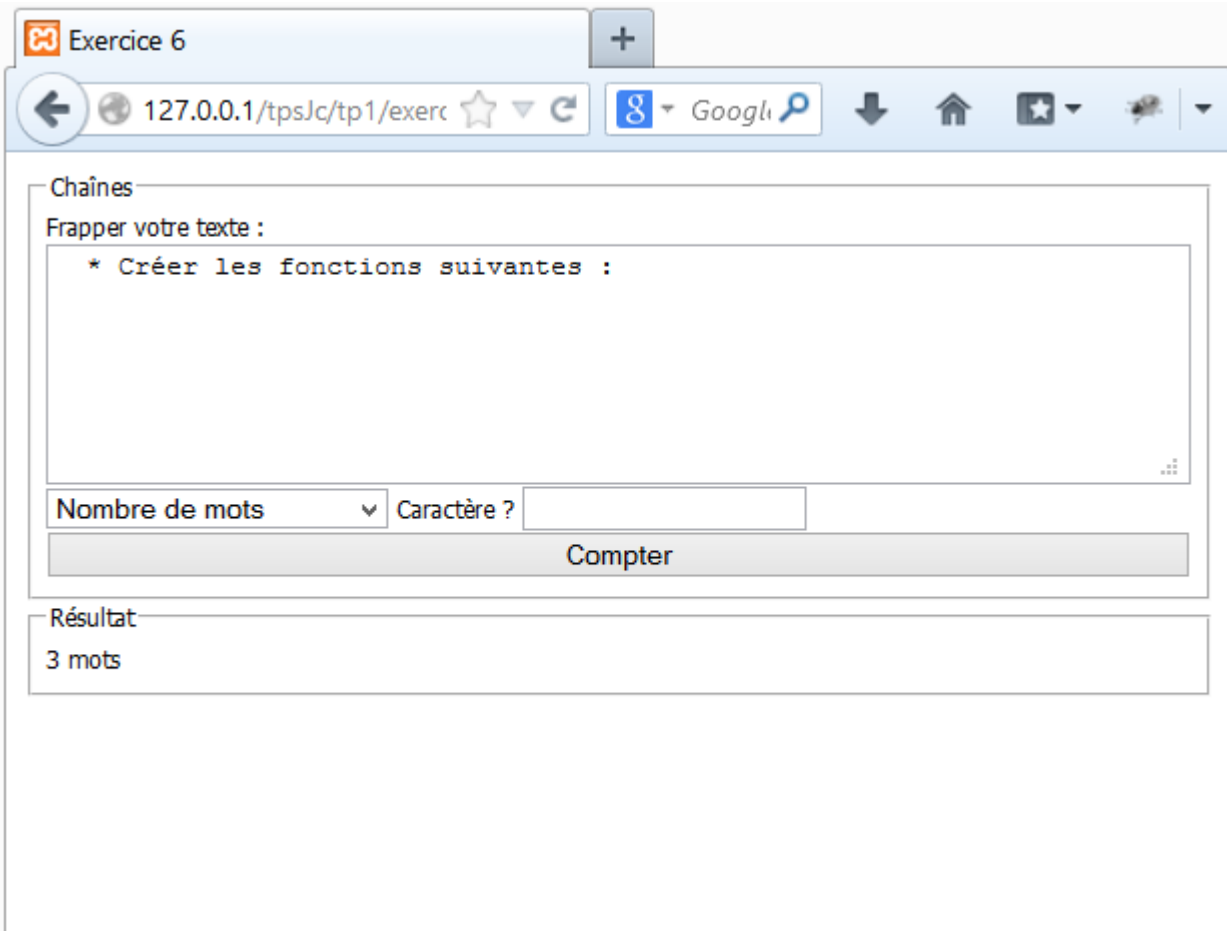 Exercice 6
127.0.0.1/tpsJc/tp1/exerc
Chaînes
Frapper votre texte :
* Créer les fonctions suivantes :
Nombre de mots Caractère ?
Compter
Résultat
3 mots